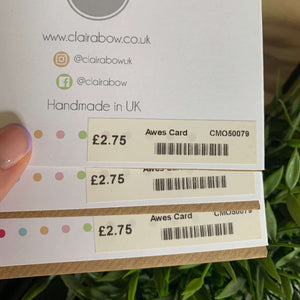 www.clairabow.co.uk
@clairabowuk
@clairabow
Handmade in UK
£2.75 Awes Card CMO50079
£2.75
£2.75 Awes Card CMO50079